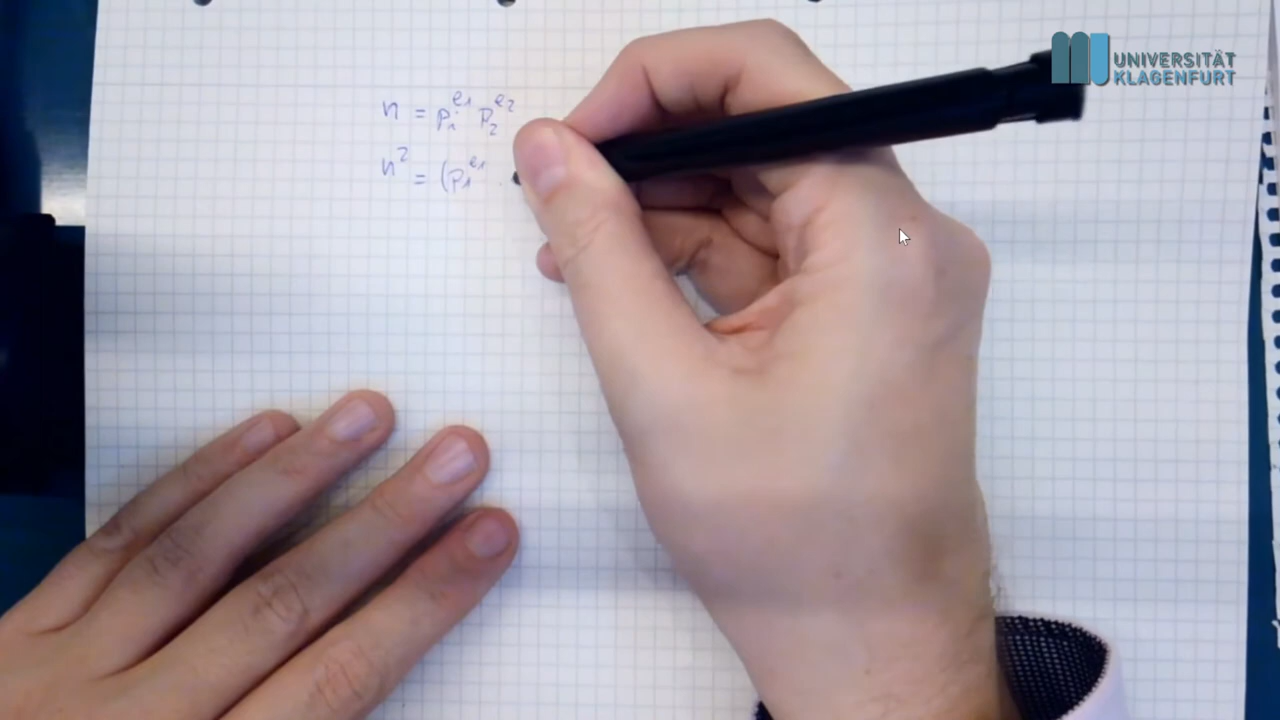 n = p₁^e₁ p₂^e₂
n² = (p₁^e₁ ·
UNIVERSITÄT
KLAGENFURT